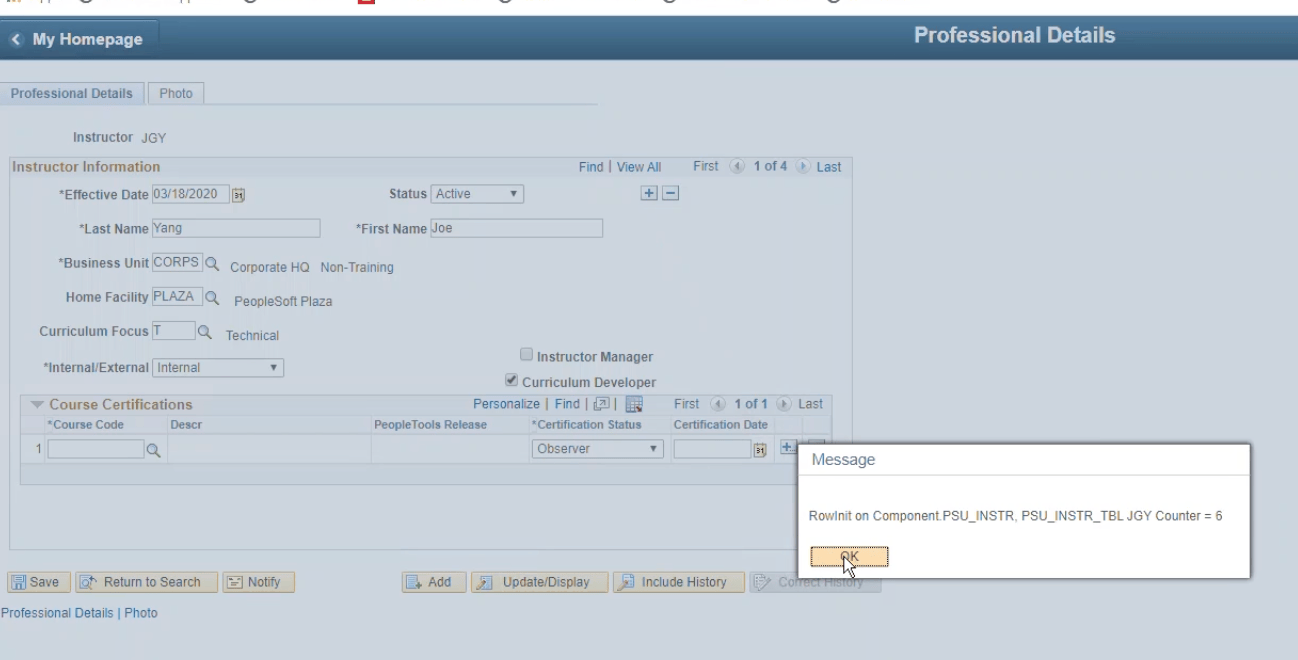 My Homepage
Professional Details
Professional Details Photo
Instructor JGY
Instructor Information Find | View All First 1 of 4 Last
*Effective Date 03/18/2020 31 Status Active
*Last Name Yang *First Name Joe
*Business Unit CORPS Corporate HQ Non-Training
Home Facility PLAZA PeopleSoft Plaza
Curriculum Focus T Technical
*Internal/External Internal Instructor Manager
Curriculum Developer
Course Certifications Personalize | Find | | First 1 of 1 Last
*Course Code Descr PeopleTools Release *Certification Status Certification Date
1 Observer 31
Message
RowInit on Component.PSU_INSTR, PSU_INSTR_TBL JGY Counter = 6
OK
Save Return to Search Notify Add Update/Display Include History Correct History
Professional Details | Photo